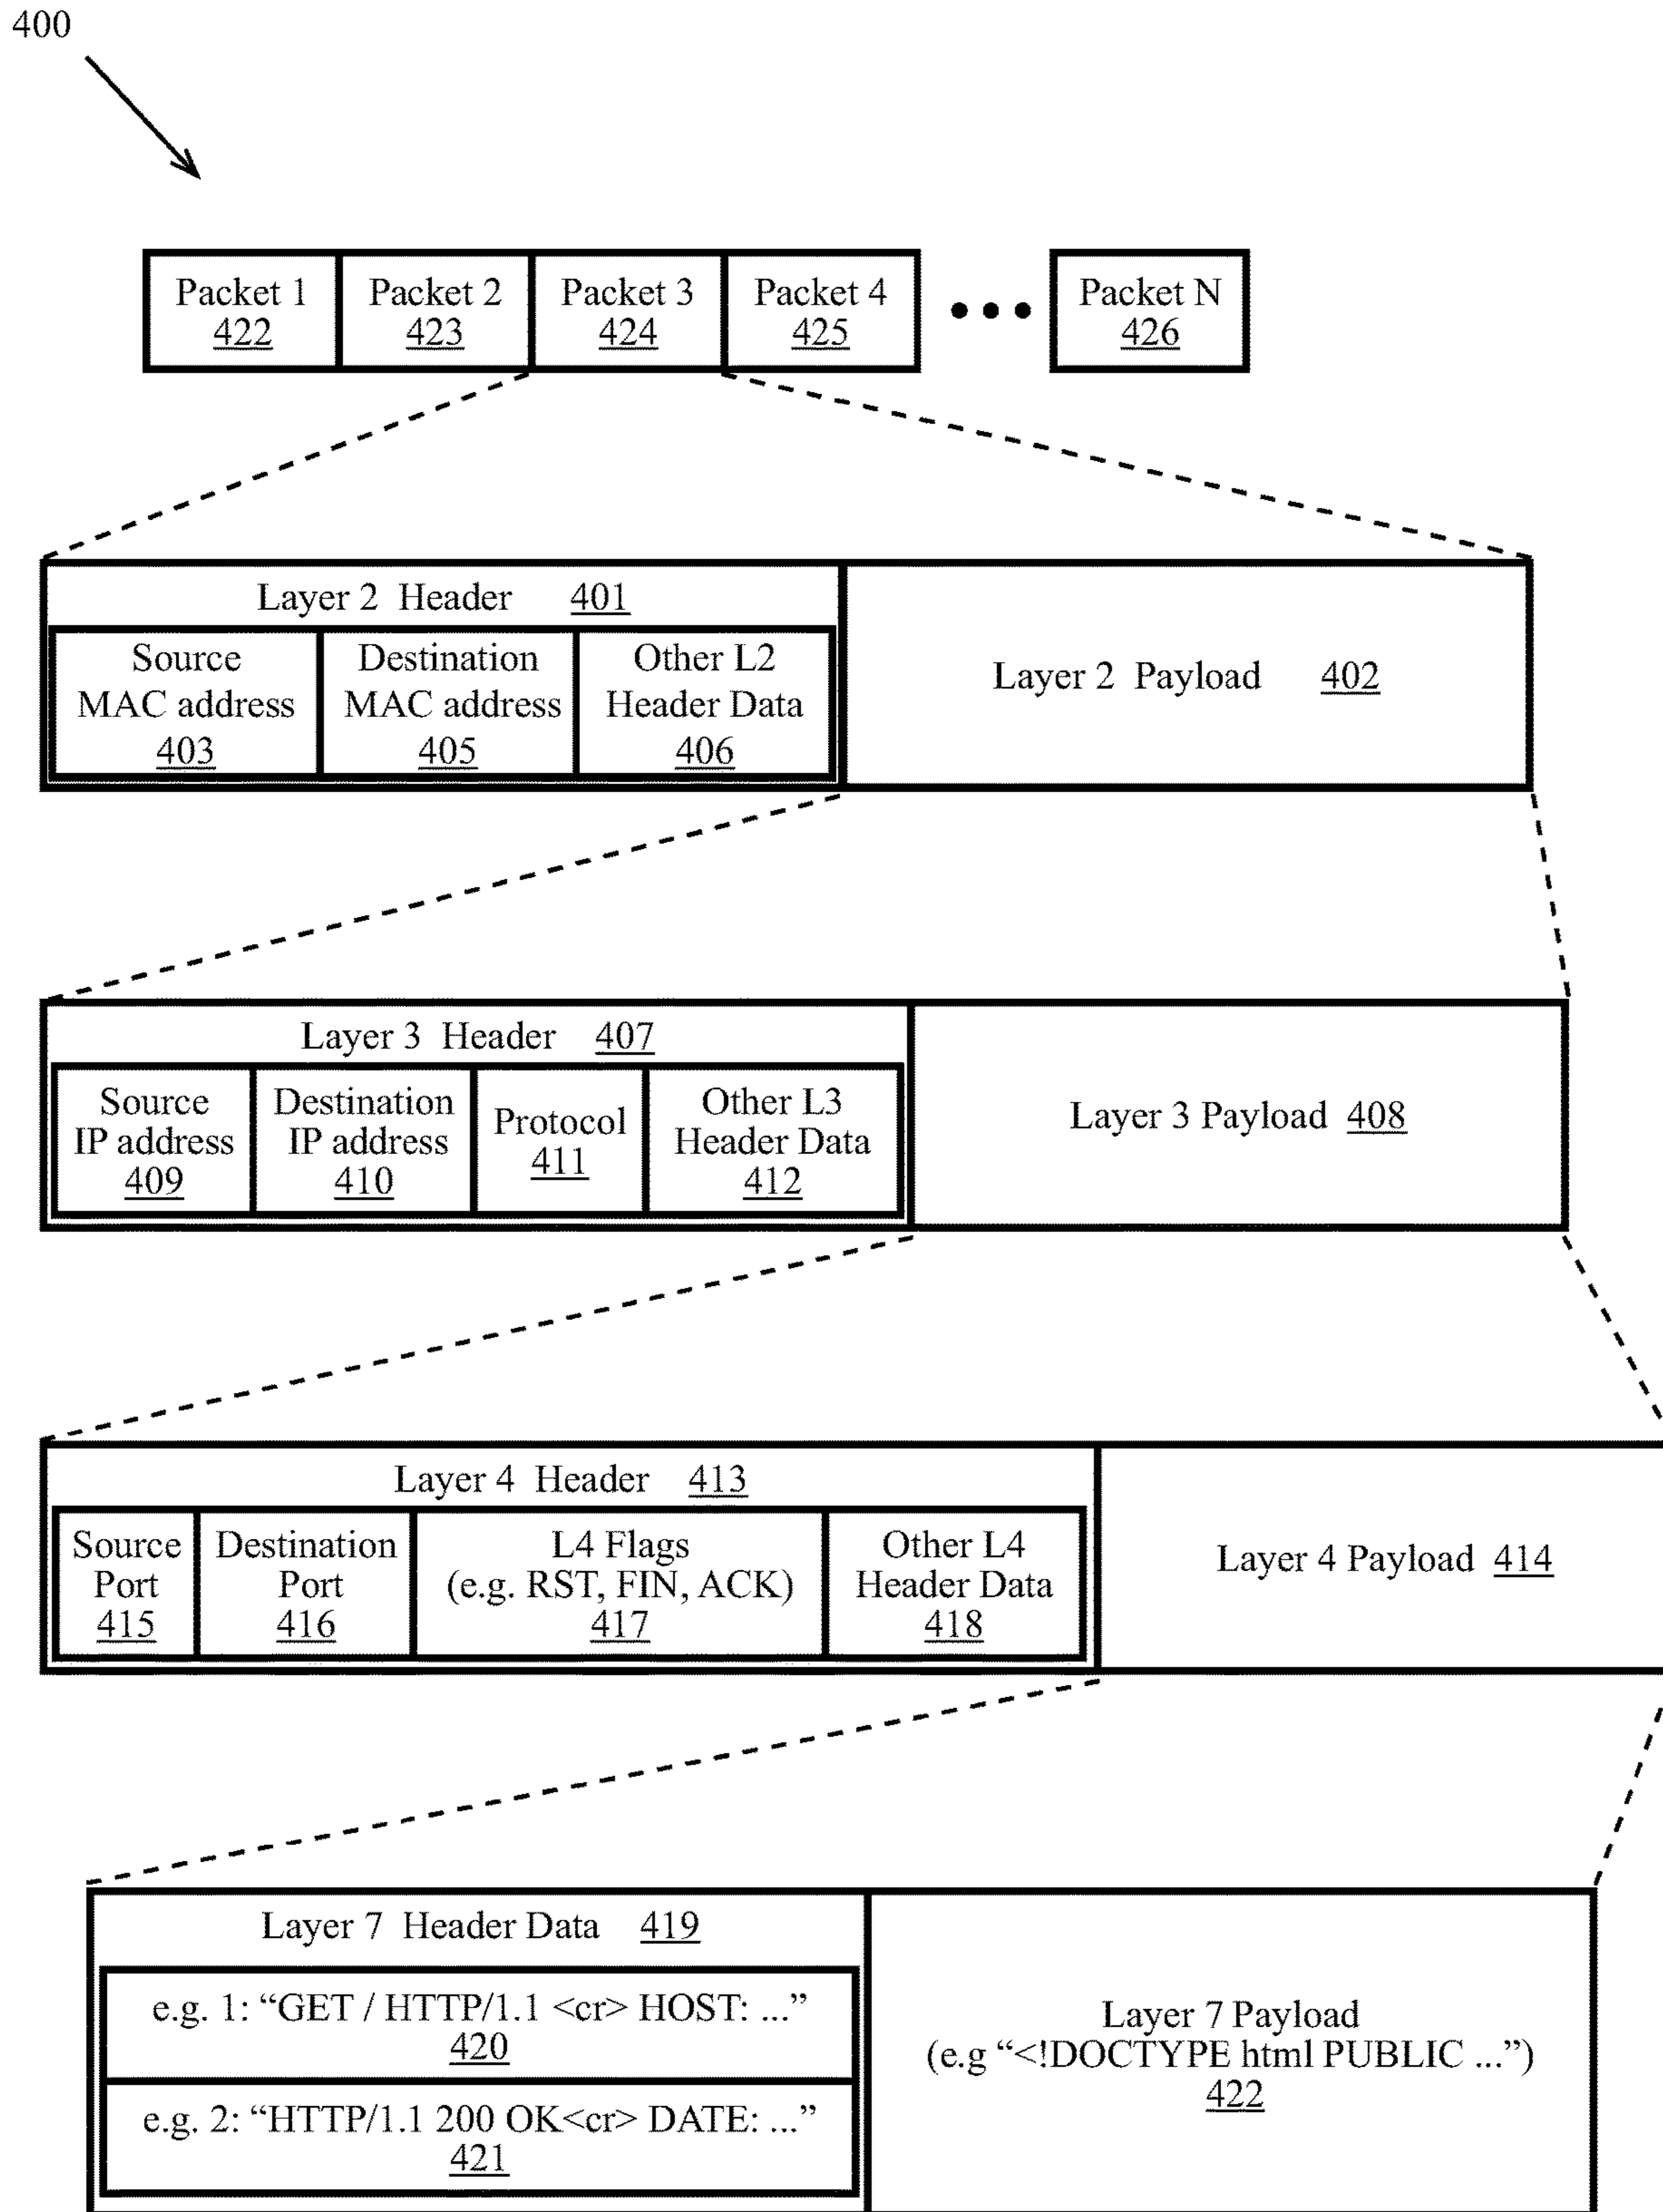 400
Packet 1
422
Packet 2
423
Packet 3
424
Packet 4
425
Packet N
426
Layer 2 Header 401
Source
MAC address
403
Destination
MAC address
405
Other L2
Header Data
406
Layer 2 Payload 402
Layer 3 Header 407
Source
IP address
409
Destination
IP address
410
Protocol
411
Other L3
Header Data
412
Layer 3 Payload 408
Layer 4 Header 413
Source
Port
415
Destination
Port
416
L4 Flags
(e.g. RST, FIN, ACK)
417
Other L4
Header Data
418
Layer 4 Payload 414
Layer 7 Header Data 419
e.g. 1: “GET / HTTP/1.1 <cr> HOST: ...”
420
e.g. 2: “HTTP/1.1 200 OK<cr> DATE: ...”
421
Layer 7 Payload
(e.g “<!DOCTYPE html PUBLIC ...”)
422